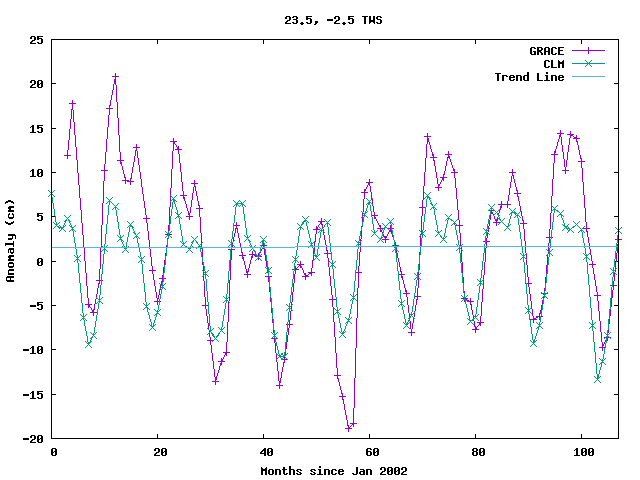 23.5, -2.5 TWS
GRACE
CLM
Trend Line
25
20
15
10
5
0
-5
-10
-15
-20
Anomaly (cm)
0 20 40 60 80 100
Months since Jan 2002